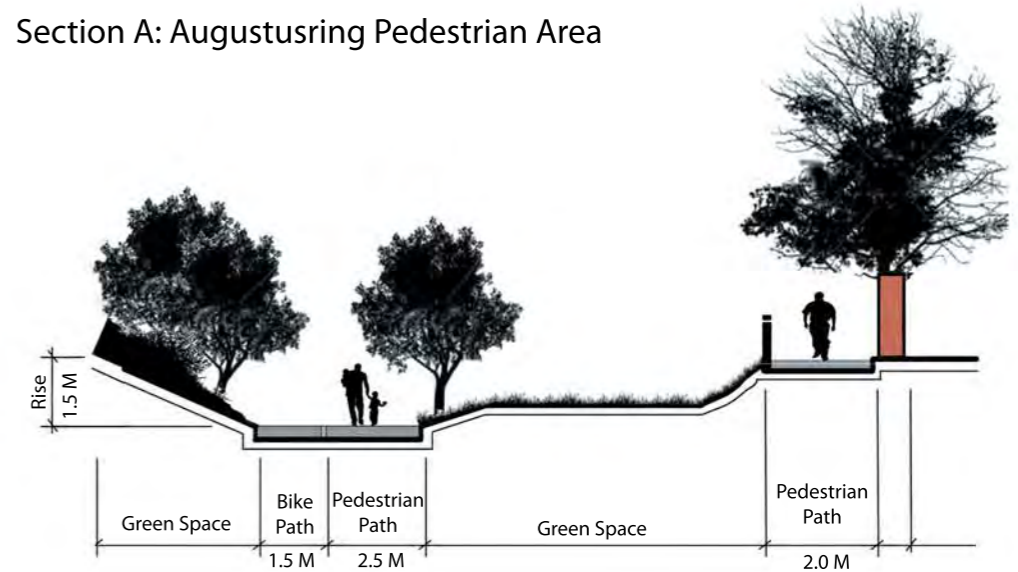 Section A: Augustusring Pedestrian Area
Rise
1.5 M
Green Space
Bike
Path
1.5 M
Pedestrian
Path
2.5 M
Green Space
Pedestrian
Path
2.0 M